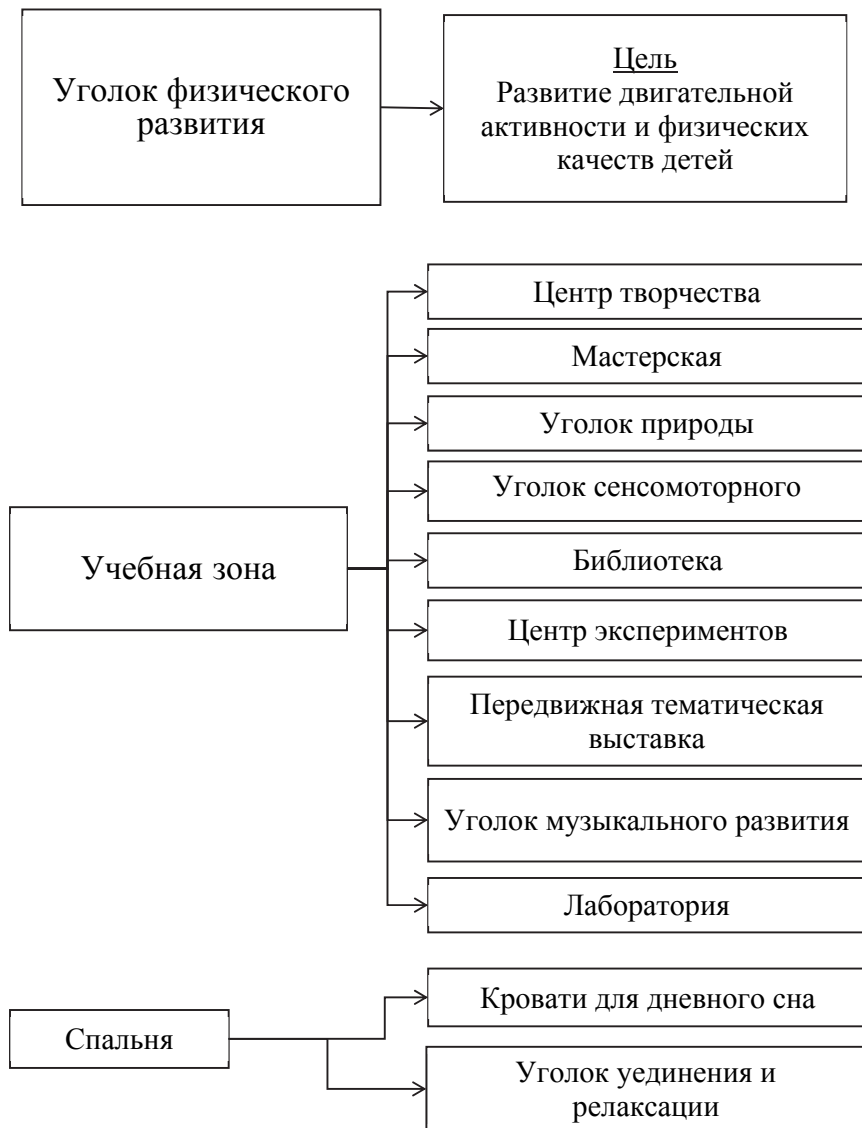 Уголок физического
развития
Цель
Развитие двигательной
активности и физических
качеств детей
Учебная зона
Центр творчества
Мастерская
Уголок природы
Уголок сенсомоторного
Библиотека
Центр экспериментов
Передвижная тематическая
выставка
Уголок музыкального развития
Лаборатория
Спальня
Кровати для дневного сна
Уголок уединения и
релаксации